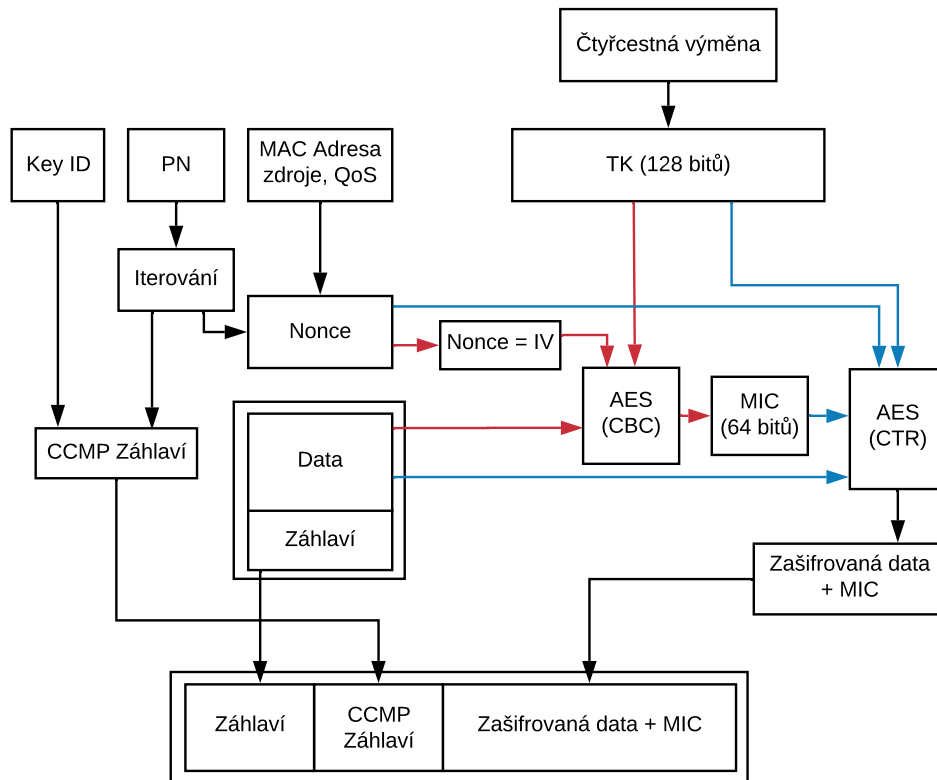 Čtyřcestná výměna
Key ID
PN
MAC Adresa
zdroje, QoS
TK (128 bitů)
Iterování
Nonce
Nonce = IV
AES
(CBC)
MIC
(64 bitů)
AES
(CTR)
CCMP Záhlaví
Data
Záhlaví
Zašifrovaná data
+ MIC
Záhlaví
CCMP
Záhlaví
Zašifrovaná data + MIC